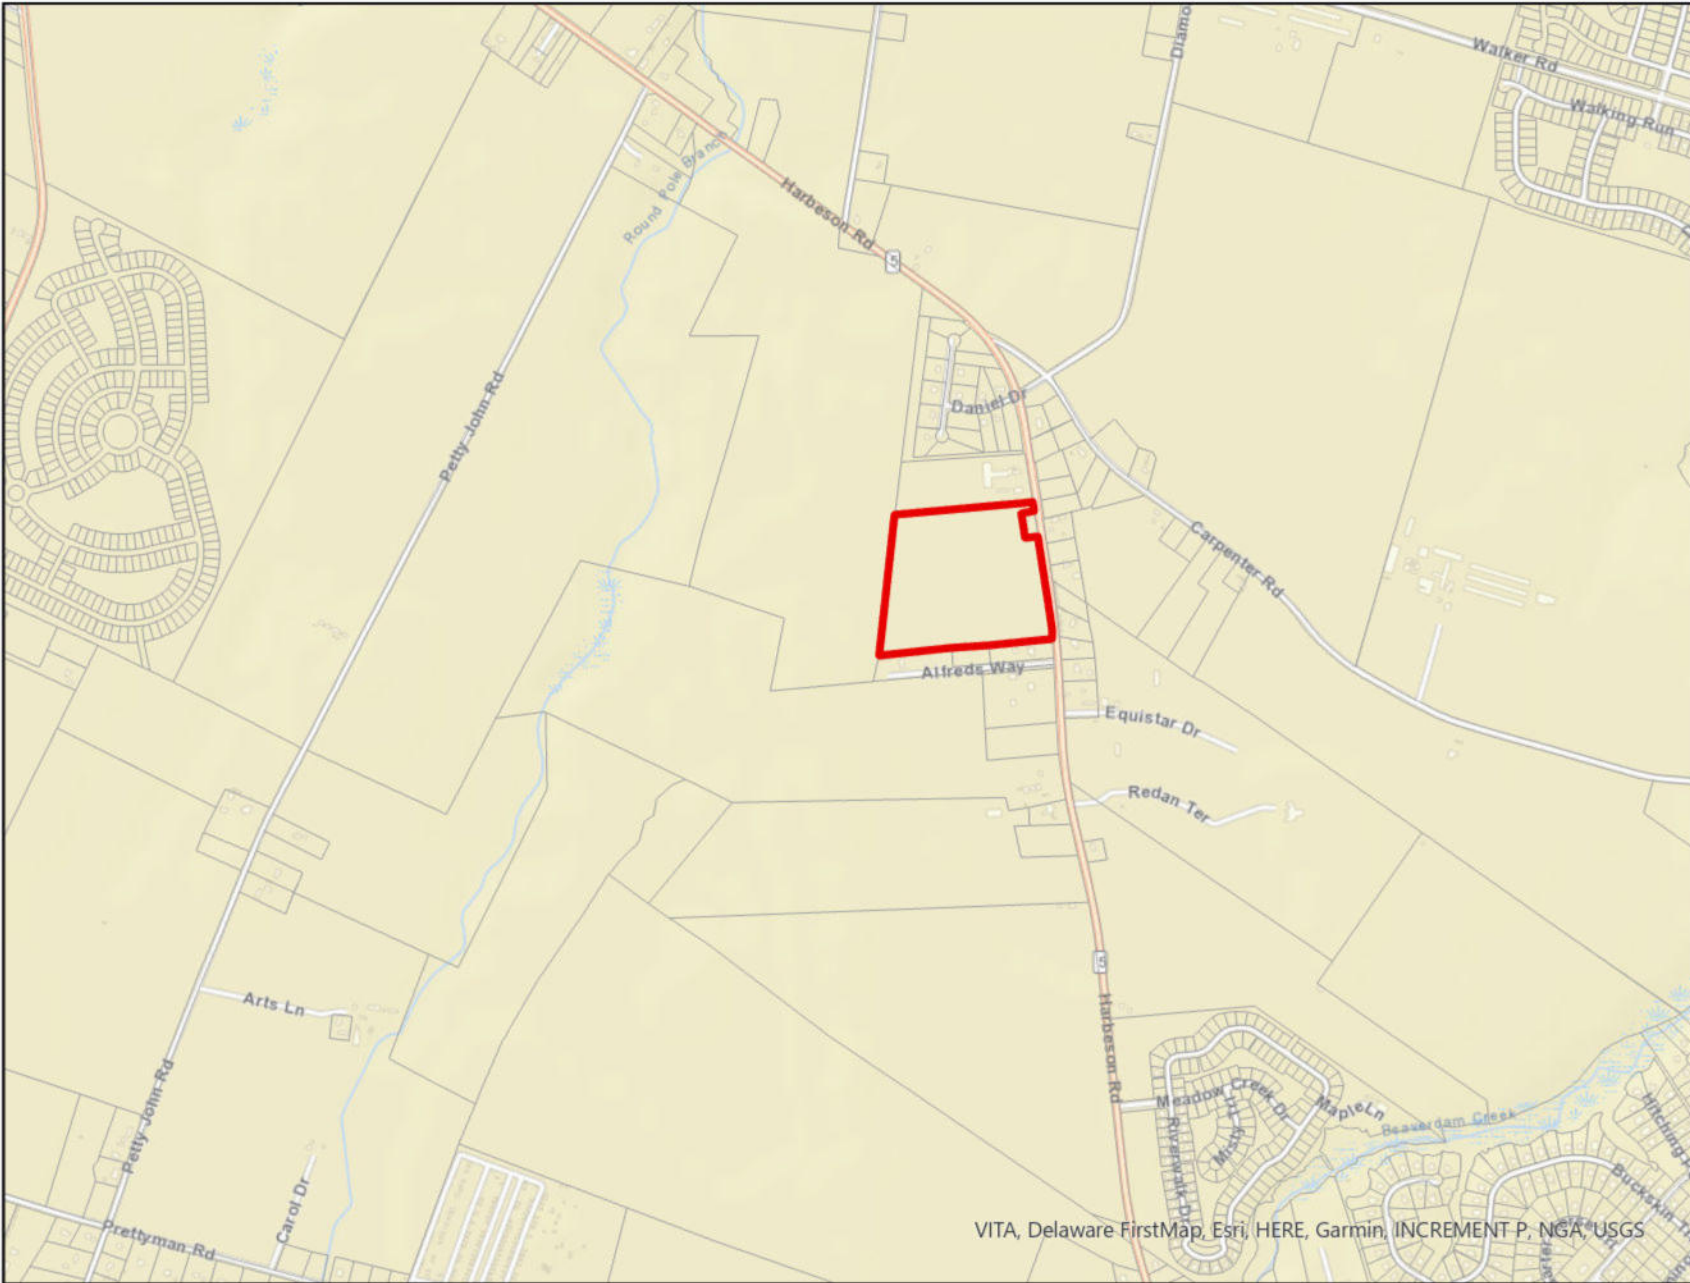 Diamo
Walker Rd
Walking Run
Round Pole Branch
Harbeson Rd
5
Daniel Dr
Petty John Rd
Carpenter Rd
Alfreds Way
Equistar Dr
Redan Ter
5
Arts Ln
Harbeson Rd
Meadow Creek Dr
Maple Ln
Beaverdam Creek
Misty
Riverwalk Dr
Hitching
Buckskin
Petty John Rd
Carol Dr
Prettyman Rd
VITA, Delaware FirstMap, Esri, HERE, Garmin, INCREMENT P, NGA, USGS